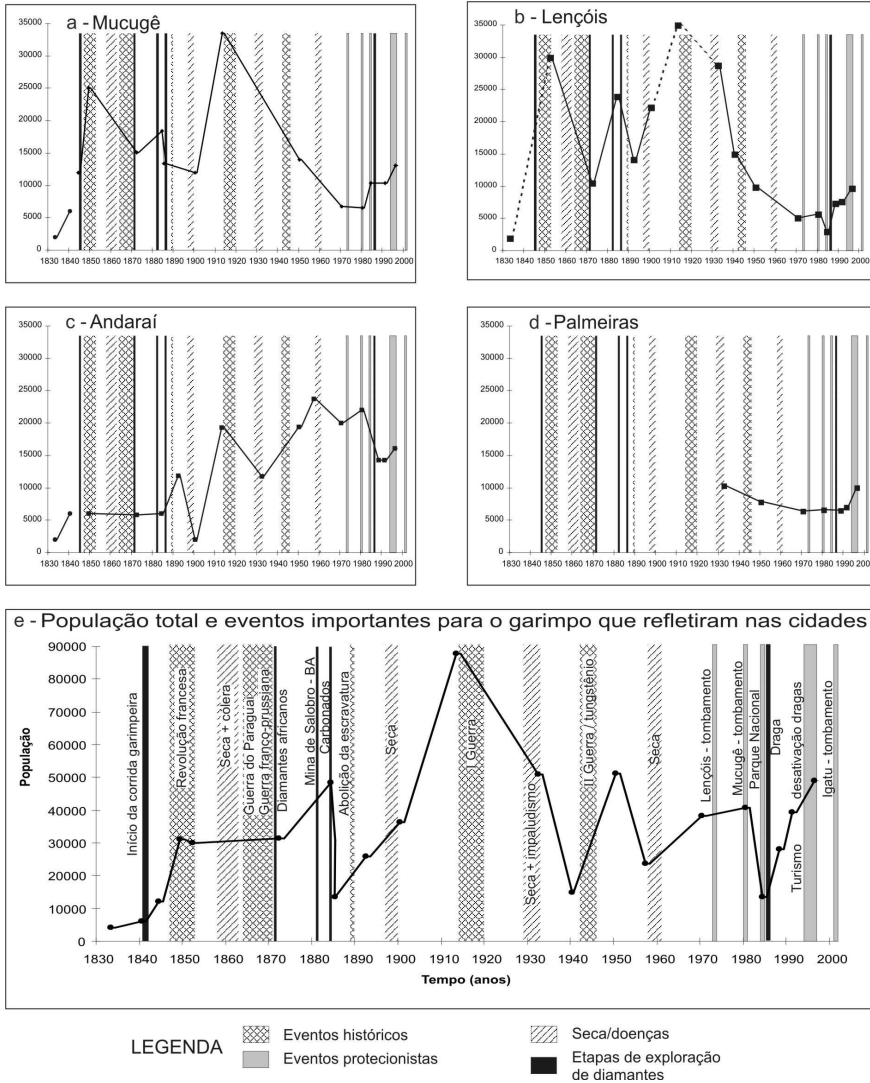 a - Mucugê
35000
30000
25000
20000
15000
10000
5000
0
1830 1840 1850 1860 1870 1880 1890 1900 1910 1920 1930 1940 1950 1960 1970 1980 1990 2000
b - Lençóis
35000
30000
25000
20000
15000
10000
5000
0
1830 1840 1850 1860 1870 1880 1890 1900 1910 1920 1930 1940 1950 1960 1970 1980 1990 2000
c - Andaraí
35000
30000
25000
20000
15000
10000
5000
0
1830 1840 1850 1860 1870 1880 1890 1900 1910 1920 1930 1940 1950 1960 1970 1980 1990 2000
d - Palmeiras
35000
30000
25000
20000
15000
10000
5000
0
1830 1840 1850 1860 1870 1880 1890 1900 1910 1920 1930 1940 1950 1960 1970 1980 1990 2000
e - População total e eventos importantes para o garimpo que refletiram nas cidades
População
90000
80000
70000
60000
50000
40000
30000
20000
10000
0
Início da corrida garimpeira
Revolução francesa
Seca + cólera
Guerra do Paraguai
Guerra franco-prussiana
Diamantes africanos
Mina de Salobro - BA
Carbonados
Abolição da escravatura
Seca
I Guerra
Seca + impaludismo
II Guerra / tungstênio
Seca
Lençóis - tombamento
Mucugê - tombamento
Parque Nacional
Draga
Turismo
desativação dragas
Igatu - tombamento
1830 1840 1850 1860 1870 1880 1890 1900 1910 1920 1930 1940 1950 1960 1970 1980 1990 2000
Tempo (anos)
LEGENDA
Eventos históricos
Eventos protecionistas
Seca/doenças
Etapas de exploração
de diamantes